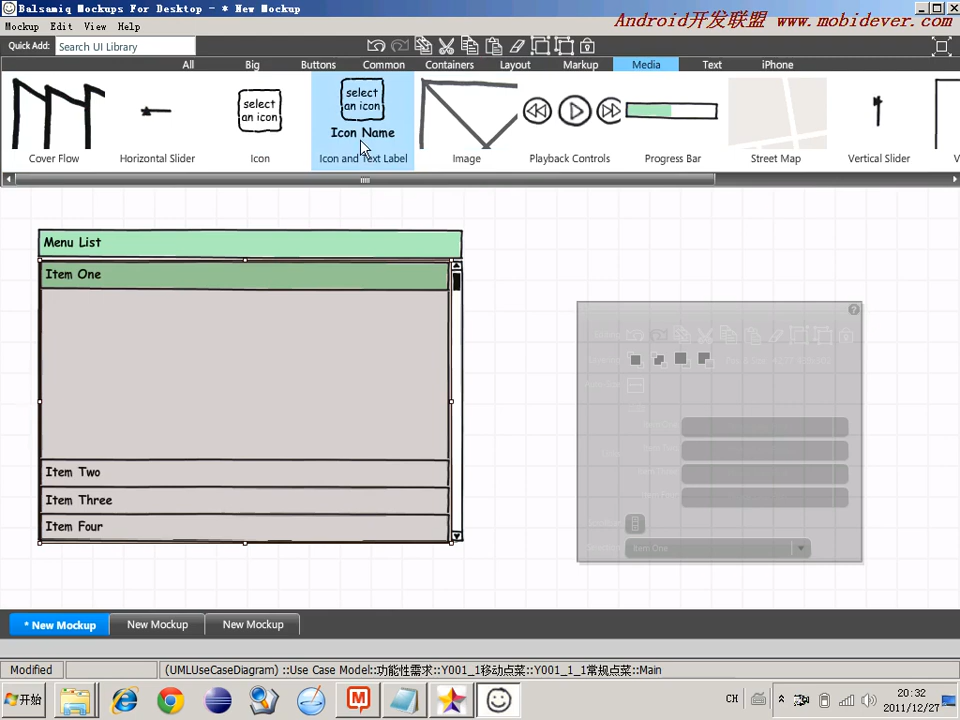 Balsamiq Mockups For Desktop - * New Mockup
Android开发联盟 www.mobidever.com
Mockup Edit View Help
Quick Add: Search UI Library
All Big Buttons Common Containers Layout Markup Media Text iPhone
select an icon
select an icon
Icon Name
Cover Flow Horizontal Slider Icon Icon and Text Label Image Playback Controls Progress Bar Street Map Vertical Slider V
Menu List
Item One
Item Two
Item Three
Item Four
Item One
* New Mockup New Mockup New Mockup
Modified (UMLUseCaseDiagram) ::Use Case Model::功能性需求::Y001_1移动点菜::Y001_1_1常规点菜::Main
开始 CH 20:32
2011/12/27